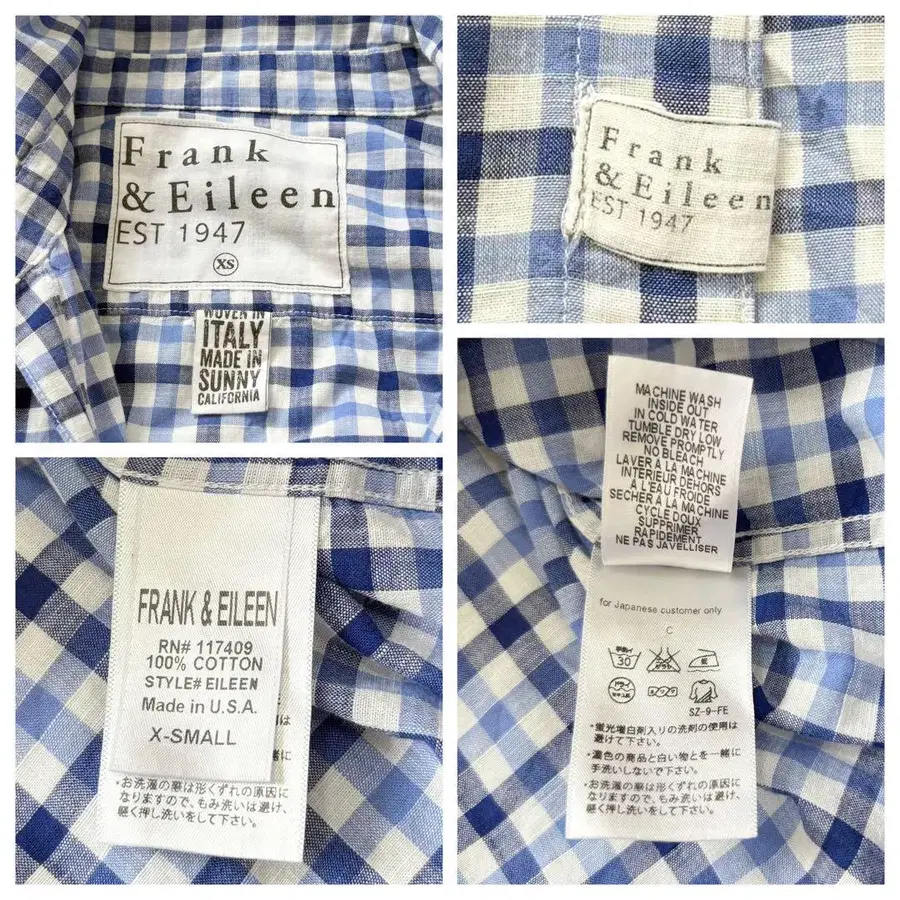 Frank
& Eileen
EST 1947
XS
WOVEN IN
ITALY
MADE IN
SUNNY
CALIFORNIA
Frank
& Eileen
EST 1947
FRANK & EILEEN
RN# 117409
100% COTTON
STYLE# EILEEN
Made in U.S.A.
X-SMALL
*お洗濯の際は形くずれの原因に
なりますので、もみ洗いは避け、
軽く押し洗いをして下さい。
MACHINE WASH
INSIDE OUT
IN COLD WATER
TUMBLE DRY LOW
REMOVE PROMPTLY
NO BLEACH
LAVER A LA MACHINE
INTERIEUR DEHORS
A L'EAU FROIDE
SECHER A LA MACHINE
CYCLE DOUX
SUPPRIMER
RAPIDEMENT
NE PAS JAVELLISER
for Japanese customer only
C
30
SZ-9-FE
*蛍光増白剤入りの洗剤の使用は
避けて下さい。
*濃色の商品と白い物とを一緒に
手洗いしないで下さい。
*お洗濯の際は形くずれの原因に
なりますので、もみ洗いは避け、
軽く押し洗いをして下さい。